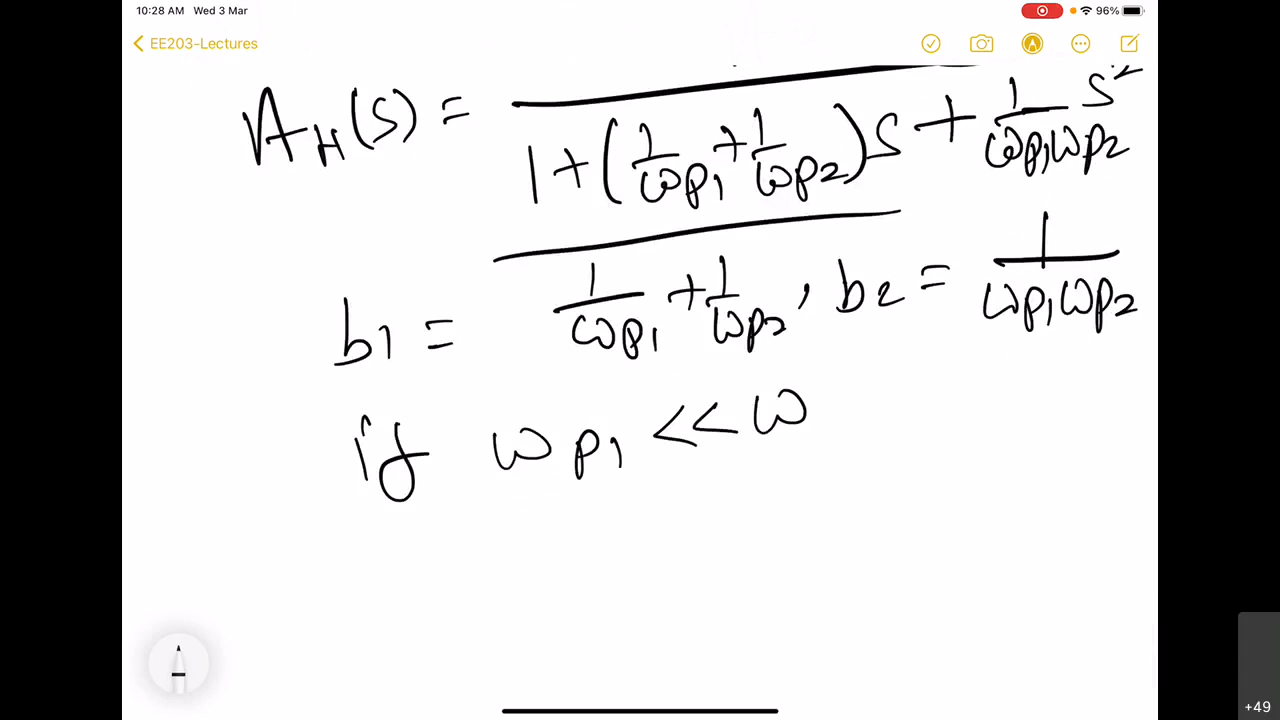 10:28 AM Wed 3 Mar 96%
EE203-Lectures
A_H(s) =
1 + (1/ωp1 + 1/ωp2)s + 1/ωp1ωp2 s²
b1 = 1/ωp1 + 1/ωp2, b2 = 1/ωp1ωp2
if ωp1 << ω
+49